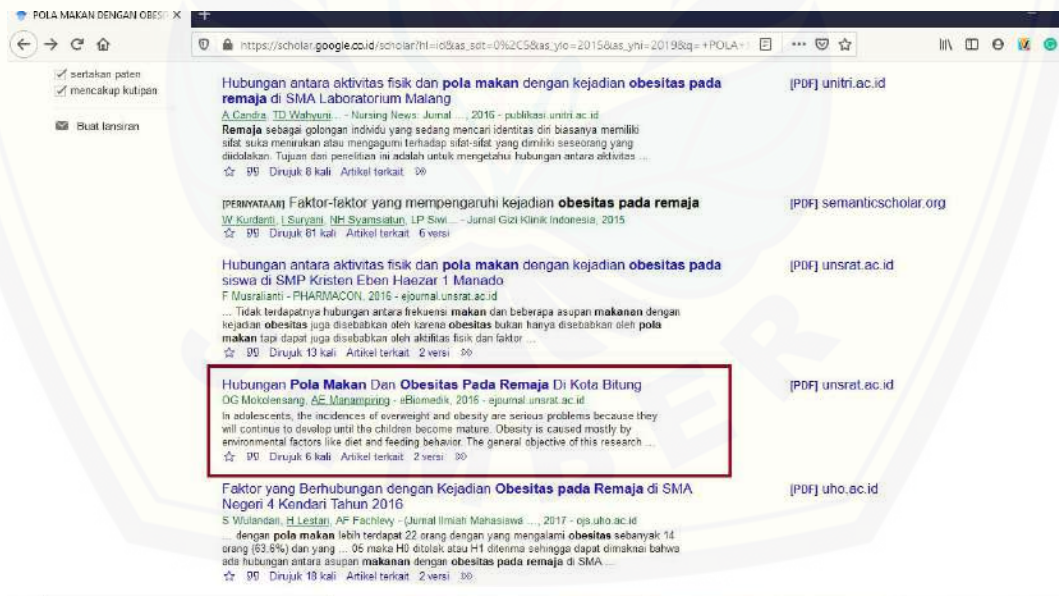 POLA MAKAN DENGAN OBESI
https://scholar.google.co.id/scholar?hl=id&as_sdt=0%2C5&as_ylo=2015&as_yhi=2019&q=+POLA+
sertakan paten
mencakup kutipan
Buat lansiran
Hubungan antara aktivitas fisik dan pola makan dengan kejadian obesitas pada
remaja di SMA Laboratorium Malang
[PDF] unitri.ac.id
A Candra, TD Wahyuni... - Nursing News: Jurnal ..., 2016 - publikasi.unitri.ac.id
Remaja sebagai golongan individu yang sedang mencari identitas diri biasanya memiliki
sifat suka menirukan atau mengagumi terhadap sifat-sifat yang dimiliki seseorang yang
diidolakan. Tujuan dari penelitian ini adalah untuk mengetahui hubungan antara aktivitas ...
Dirujuk 8 kali Artikel terkait
[PERNYATAAN] Faktor-faktor yang mempengaruhi kejadian obesitas pada remaja
[PDF] semanticscholar.org
W Kurdanti, I Suryani, NH Syamsiatun, LP Siwi... - Jurnal Gizi Klinik Indonesia, 2015
Dirujuk 81 kali Artikel terkait 6 versi
Hubungan antara aktivitas fisik dan pola makan dengan kejadian obesitas pada
siswa di SMP Kristen Eben Haezar 1 Manado
[PDF] unsrat.ac.id
F Musralianti - PHARMACON, 2016 - ejournal.unsrat.ac.id
... Tidak terdapatnya hubungan antara frekuensi makan dan beberapa asupan makanan dengan
kejadian obesitas juga disebabkan oleh karena obesitas bukan hanya disebabkan oleh pola
makan tapi dapat juga disebabkan oleh aktifitas fisik dan faktor ...
Dirujuk 13 kali Artikel terkait 2 versi
Hubungan Pola Makan Dan Obesitas Pada Remaja Di Kota Bitung
[PDF] unsrat.ac.id
OG Mokolensang, AE Manampiring - eBiomedik, 2016 - ejournal.unsrat.ac.id
In adolescents, the incidences of overweight and obesity are serious problems because they
will continue to develop until the children become mature. Obesity is caused mostly by
environmental factors like diet and feeding behavior. The general objective of this research ...
Dirujuk 6 kali Artikel terkait 2 versi
Faktor yang Berhubungan dengan Kejadian Obesitas pada Remaja di SMA
Negeri 4 Kendari Tahun 2016
[PDF] uho.ac.id
S Wulandari, H Lestari, AF Fachlevy - (Jurnal Ilmiah Mahasiswa ..., 2017 - ojs.uho.ac.id
... dengan pola makan lebih terdapat 22 orang dengan yang mengalami obesitas sebanyak 14
orang (63,6%) dan yang ... 05 maka H0 ditolak atau H1 diterima sehingga dapat dimaknai bahwa
ada hubungan antara asupan makanan dengan obesitas pada remaja di SMA ...
Dirujuk 18 kali Artikel terkait 2 versi